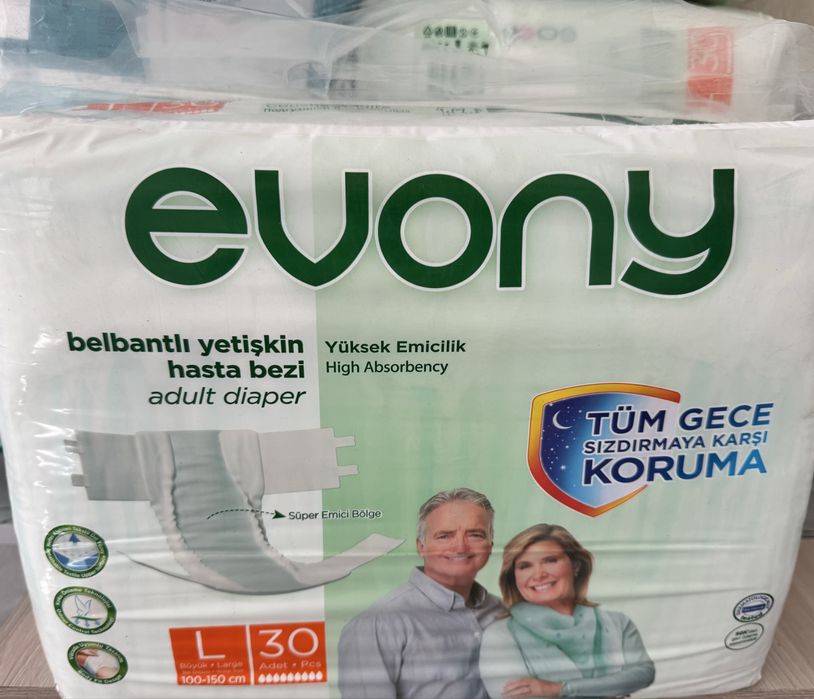 L 30
evony
belbantlı yetişkin
hasta bezi
adult diaper
Yüksek Emicilik
High Absorbency
TÜM GECE
SIZDIRMAYA KARŞI
KORUMA
Süper Emici Bölge
L
Büyük • Large
100-150 cm
30
Adet • Pcs